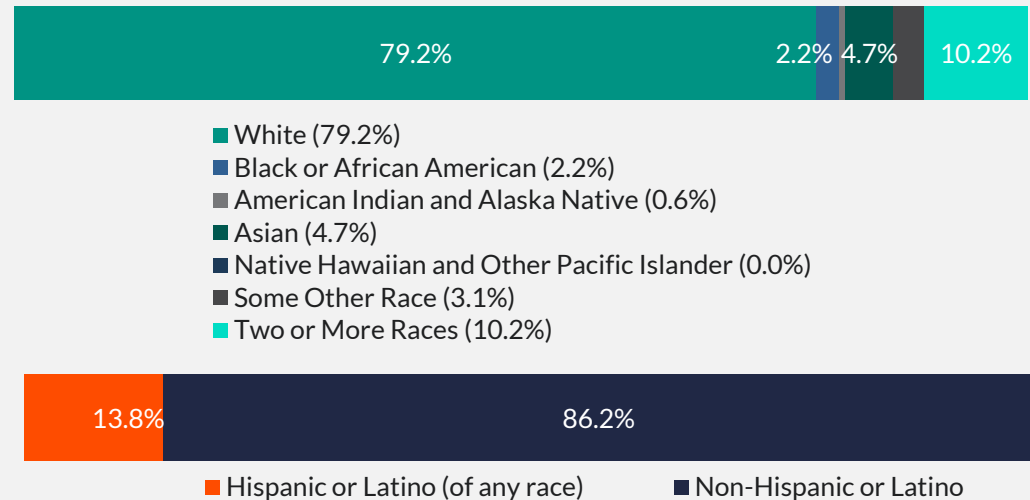 79.2% 2.2% 4.7% 10.2%
White (79.2%)
Black or African American (2.2%)
American Indian and Alaska Native (0.6%)
Asian (4.7%)
Native Hawaiian and Other Pacific Islander (0.0%)
Some Other Race (3.1%)
Two or More Races (10.2%)
13.8% 86.2%
Hispanic or Latino (of any race) Non-Hispanic or Latino